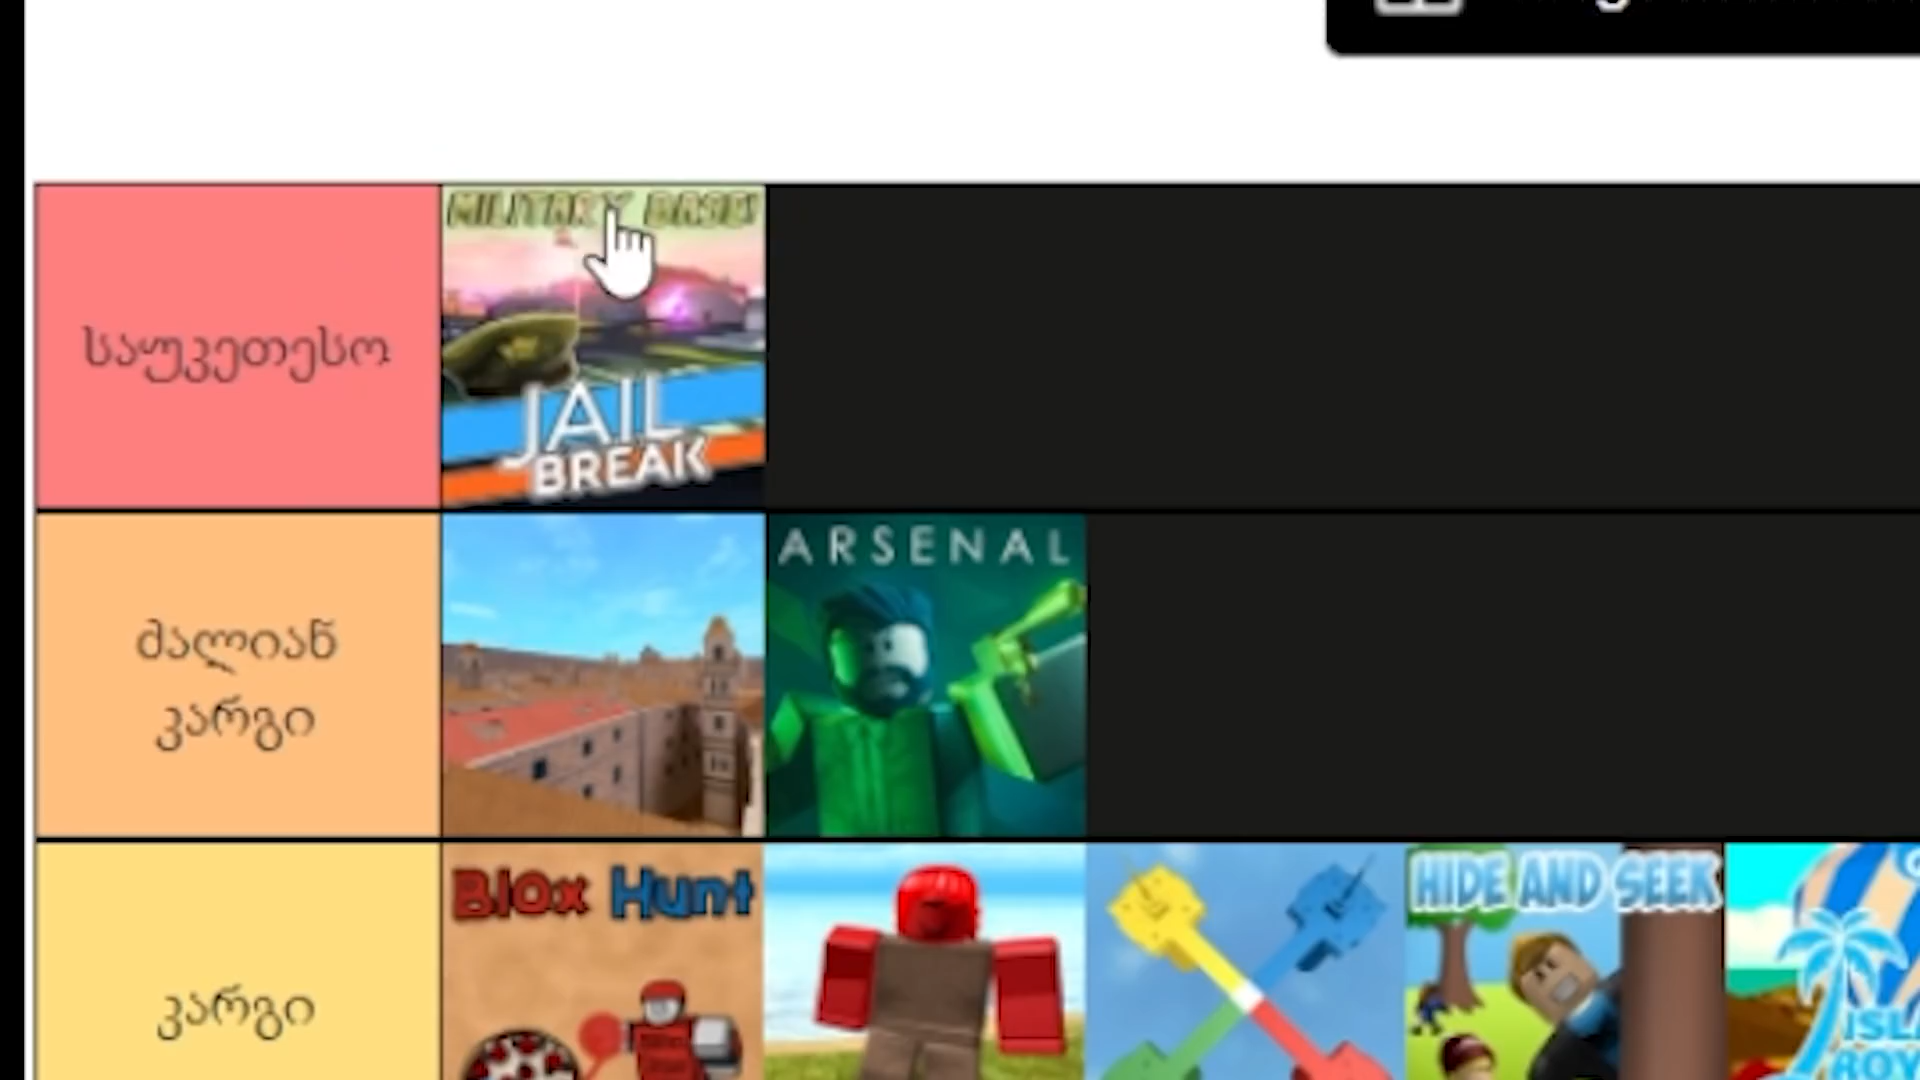 საუკეთესო
MILITARY BASE
JAIL
BREAK
ძალიან
კარგი
ARSENAL
კარგი
Blox Hunt
HIDE AND SEEK